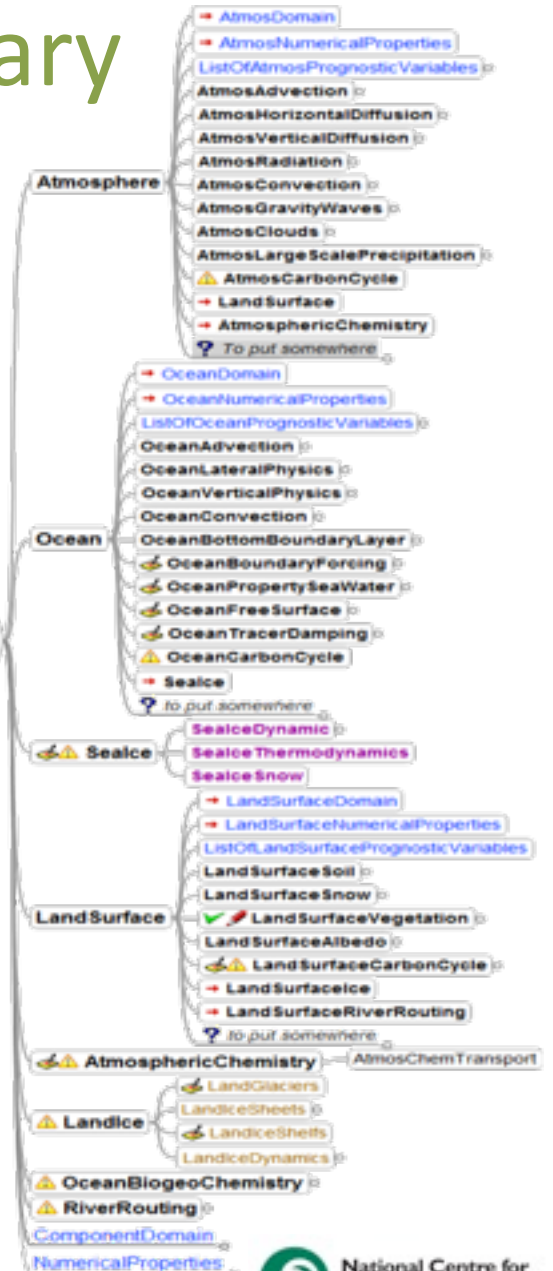 ary
AtmosDomain
AtmosNumericalProperties
ListOfAtmosPrognosticVariables
AtmosAdvection
AtmosHorizontalDiffusion
AtmosVerticalDiffusion
AtmosRadiation
Atmosphere
AtmosConvection
AtmosGravityWaves
AtmosClouds
AtmosLargeScalePrecipitation
AtmosCarbonCycle
LandSurface
AtmosphericChemistry
? To put somewhere
OceanDomain
OceanNumericalProperties
ListOfOceanPrognosticVariables
OceanAdvection
OceanLateralPhysics
OceanVerticalPhysics
OceanConvection
Ocean
OceanBottomBoundaryLayer
OceanBoundaryForcing
OceanPropertySeaWater
OceanFreeSurface
OceanTracerDamping
OceanCarbonCycle
SeaIce
? to put somewhere
SeaIceDynamic
SeaIce
SeaIceThermodynamics
SeaIceSnow
LandSurfaceDomain
LandSurfaceNumericalProperties
ListOfLandSurfacePrognosticVariables
LandSurfaceSoil
LandSurfaceSnow
LandSurface
LandSurfaceVegetation
LandSurfaceAlbedo
LandSurfaceCarbonCycle
LandSurfaceIce
LandSurfaceRiverRouting
? to put somewhere
AtmosphericChemistry
AtmosChemTransport
LandGlaciers
LandIceSheets
LandIce
LandIceShelfs
LandIceDynamics
OceanBiogeoChemistry
RiverRouting
ComponentDomain
NumericalProperties
National Centre for